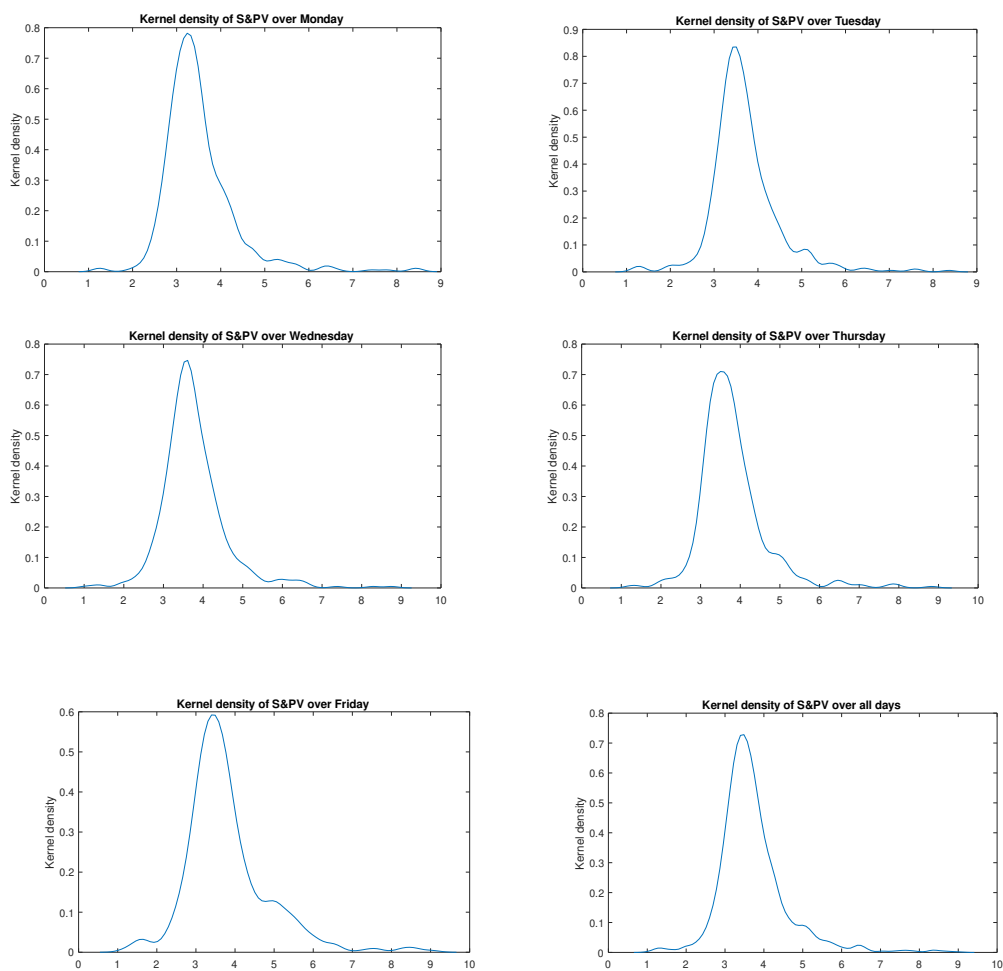 Kernel density of S&PV over Monday
Kernel density
0.8
0.7
0.6
0.5
0.4
0.3
0.2
0.1
0
0 1 2 3 4 5 6 7 8 9
Kernel density of S&PV over Tuesday
Kernel density
0.9
0.8
0.7
0.6
0.5
0.4
0.3
0.2
0.1
0
0 1 2 3 4 5 6 7 8 9
Kernel density of S&PV over Wednesday
Kernel density
0.8
0.7
0.6
0.5
0.4
0.3
0.2
0.1
0
0 1 2 3 4 5 6 7 8 9 10
Kernel density of S&PV over Thursday
Kernel density
0.8
0.7
0.6
0.5
0.4
0.3
0.2
0.1
0
0 1 2 3 4 5 6 7 8 9 10
Kernel density of S&PV over Friday
Kernel density
0.6
0.5
0.4
0.3
0.2
0.1
0
0 1 2 3 4 5 6 7 8 9 10
Kernel density of S&PV over all days
Kernel density
0.8
0.7
0.6
0.5
0.4
0.3
0.2
0.1
0
0 1 2 3 4 5 6 7 8 9 10